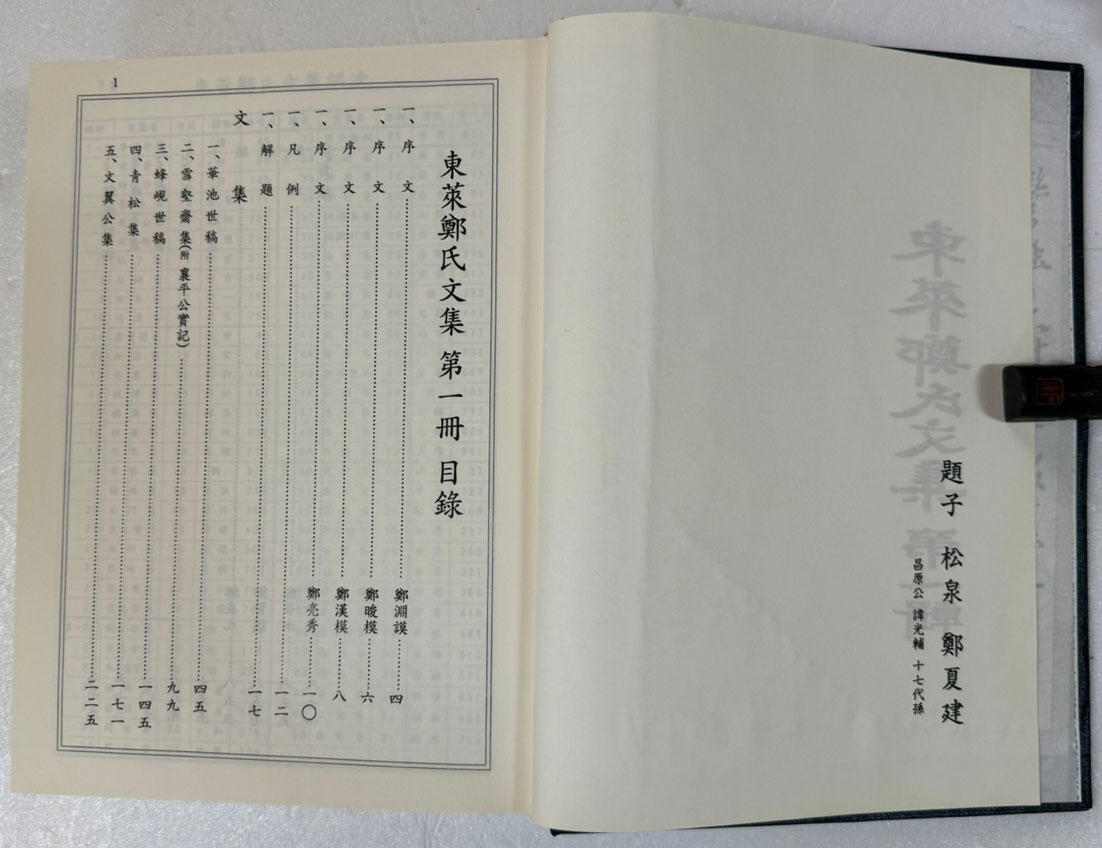 題子 松泉 鄭夏建
昌原公 諱光輔 十七代孫
1
東萊鄭氏文集 第一冊 目錄
一、序文……鄭淵謨……四
一、序文……鄭晙模……六
一、序文……鄭漢模……八
一、序文……鄭亮秀……一〇
一、凡例……一二
一、解題……一七
文集
一、華池世稿……四五
二、雪壑齋集(附 襄平公實記)……九九
三、蜂峴世稿……一四五
四、青松集……一七一
五、文翼公集……二二五